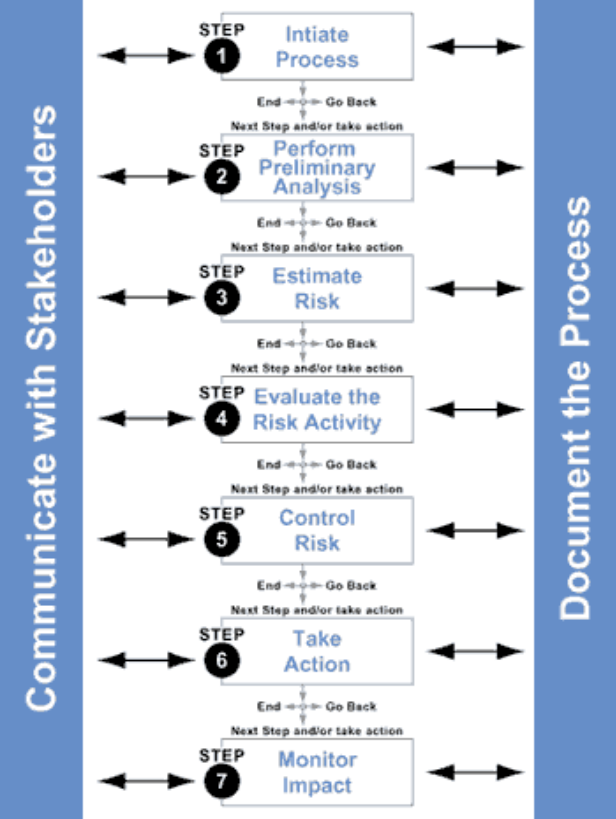 Communicate with Stakeholders
STEP
1
Intiate
Process
End Go Back
Next Step and/or take action
STEP
2
Perform
Preliminary
Analysis
End Go Back
Next Step and/or take action
STEP
3
Estimate
Risk
End Go Back
Next Step and/or take action
STEP
4
Evaluate the
Risk Activity
End Go Back
Next Step and/or take action
STEP
5
Control
Risk
End Go Back
Next Step and/or take action
STEP
6
Take
Action
End Go Back
Next Step and/or take action
STEP
7
Monitor
Impact
Document the Process